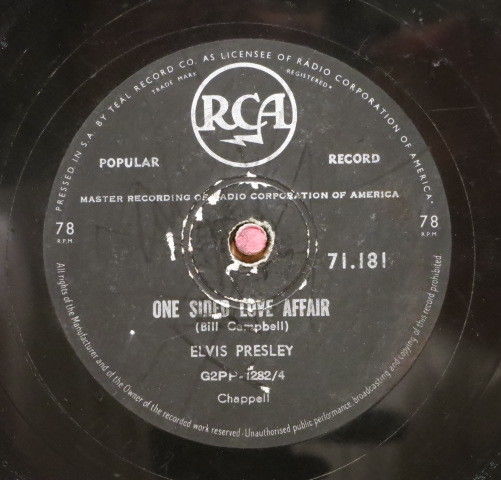 PRESSED IN S.A. BY TEAL RECORD CO. AS LICENSEE OF RADIO CORPORATION OF AMERICA.
TRADE MARK
REGISTERED
RCA
POPULAR RECORD
MASTER RECORDING OF RADIO CORPORATION OF AMERICA
78 78
R.P.M. R.P.M.
71.181
ONE SIDED LOVE AFFAIR
(Bill Campbell)
ELVIS PRESLEY
G2PP-1282/4
Chappell
All rights of the Manufacturer and of the Owner of the recorded work reserved · Unauthorised public performance, broadcasting and copying of this record prohibited.